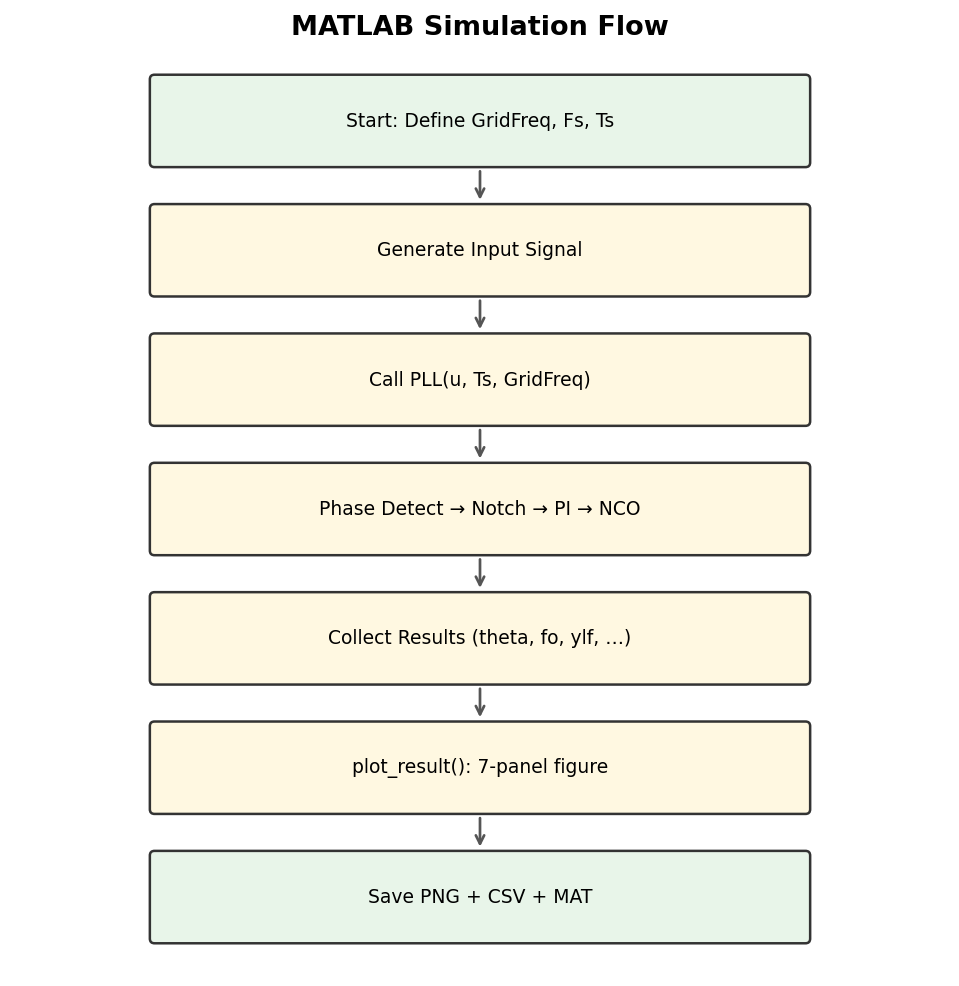 MATLAB Simulation Flow
Start: Define GridFreq, Fs, Ts
Generate Input Signal
Call PLL(u, Ts, GridFreq)
Phase Detect → Notch → PI → NCO
Collect Results (theta, fo, ylf, ...)
plot_result(): 7-panel figure
Save PNG + CSV + MAT